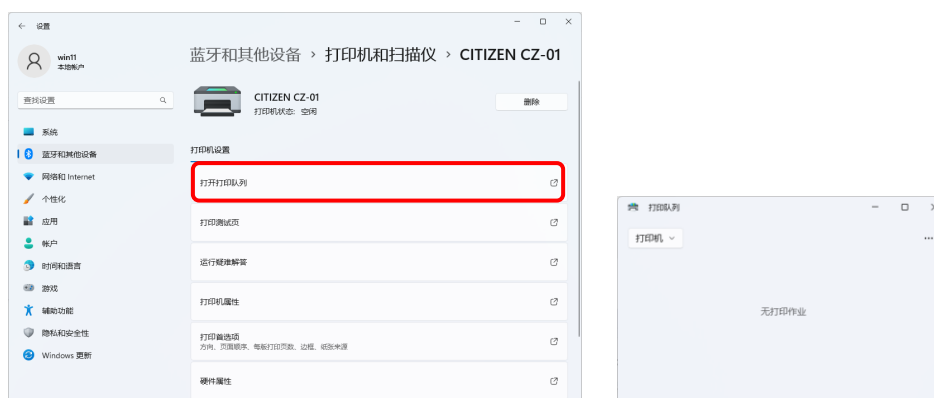 设置
win11
本地帐户
查找设置
系统
蓝牙和其他设备
网络和 Internet
个性化
应用
帐户
时间和语言
游戏
辅助功能
隐私和安全性
Windows 更新
蓝牙和其他设备 › 打印机和扫描仪 › CITIZEN CZ-01
CITIZEN CZ-01
打印机状态: 空闲
删除
打印机设置
打开打印队列
打印测试页
运行疑难解答
打印机属性
打印首选项
方向、页面顺序、每版打印页数、边框、纸张来源
硬件属性
打印队列
打印机
无打印作业